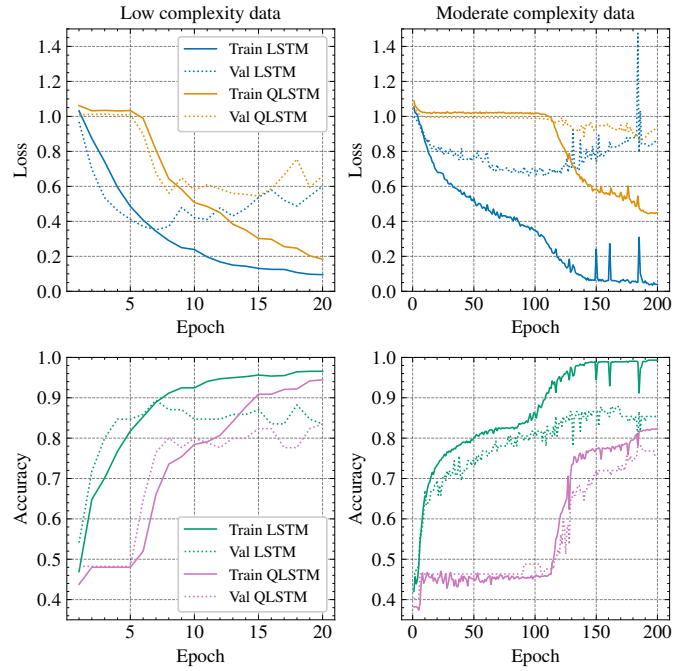 Low complexity data
Moderate complexity data
Loss
1.4
1.2
1.0
0.8
0.6
0.4
0.2
0.0
Train LSTM
Val LSTM
Train QLSTM
Val QLSTM
5
10
15
20
Epoch
Loss
1.4
1.2
1.0
0.8
0.6
0.4
0.2
0.0
0
50
100
150
200
Epoch
Accuracy
1.0
0.9
0.8
0.7
0.6
0.5
0.4
Train LSTM
Val LSTM
Train QLSTM
Val QLSTM
5
10
15
20
Epoch
Accuracy
1.0
0.9
0.8
0.7
0.6
0.5
0.4
0
50
100
150
200
Epoch